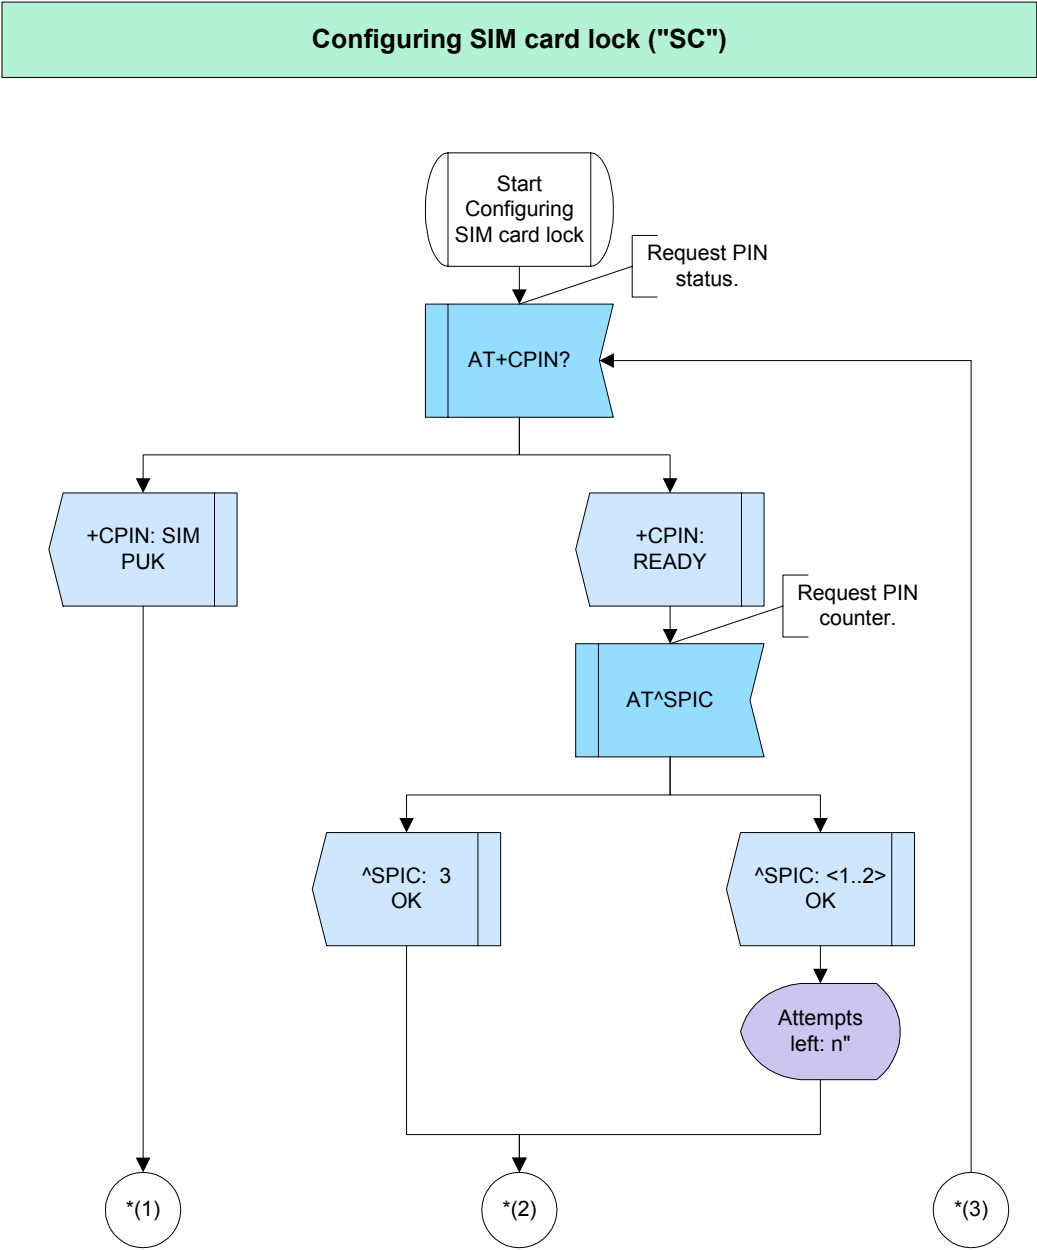 Configuring SIM card lock ("SC")
Start
Configuring
SIM card lock
Request PIN
status.
AT+CPIN?
+CPIN: SIM
PUK
+CPIN:
READY
Request PIN
counter.
AT^SPIC
^SPIC:  3
OK
^SPIC: <1..2>
OK
Attempts
left: n"
*(1)
*(2)
*(3)